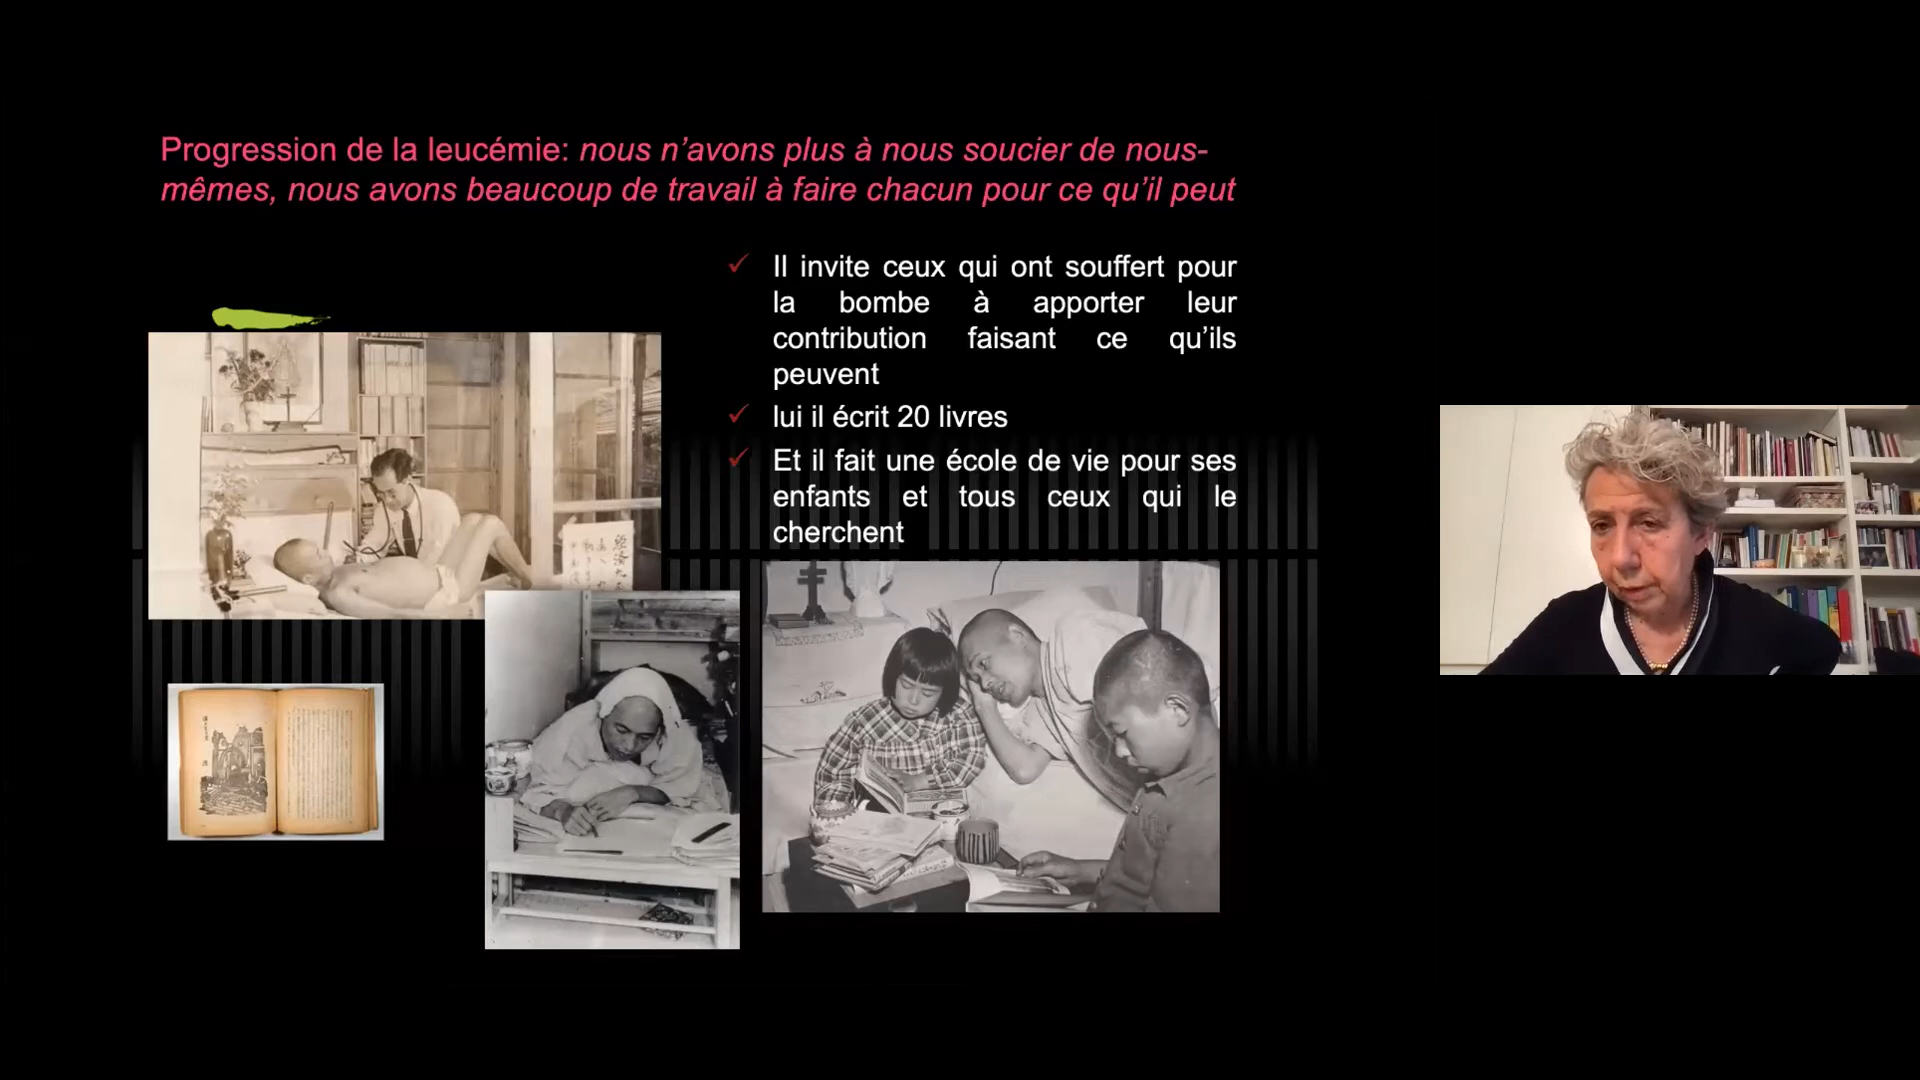 Progression de la leucémie: nous n’avons plus à nous soucier de nous-
mêmes, nous avons beaucoup de travail à faire chacun pour ce qu’il peut
Il invite ceux qui ont souffert pour
la bombe à apporter leur
contribution faisant ce qu’ils
peuvent
lui il écrit 20 livres
Et il fait une école de vie pour ses
enfants et tous ceux qui le
cherchent